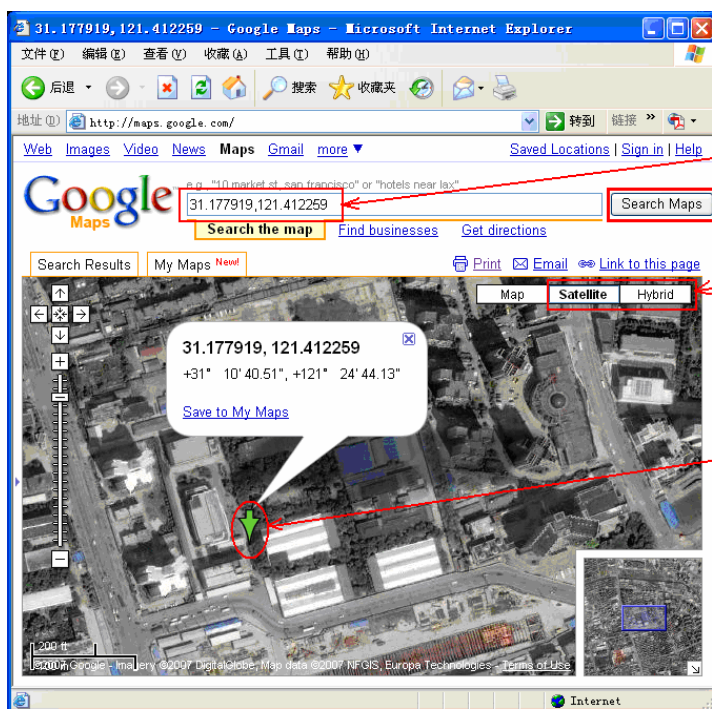 31.177919,121.412259 - Google Maps - Microsoft Internet Explorer
文件(F) 编辑(E) 查看(V) 收藏(A) 工具(T) 帮助(H)
后退 搜索 收藏夹
地址(D) http://maps.google.com/ 转到 链接 »
Web Images Video News Maps Gmail more ▼ Saved Locations | Sign in | Help
e.g., "10 market st, san francisco" or "hotels near lax"
Google Maps 31.177919,121.412259 Search Maps
Search the map Find businesses Get directions
Search Results My Maps New! Print Email Link to this page
Map Satellite Hybrid
31.177919, 121.412259
+31° 10' 40.51", +121° 24' 44.13"
Save to My Maps
200 ft
©2007 Google - Imagery ©2007 DigitalGlobe, Map data ©2007 NFGIS, Europa Technologies - Terms of Use
Internet